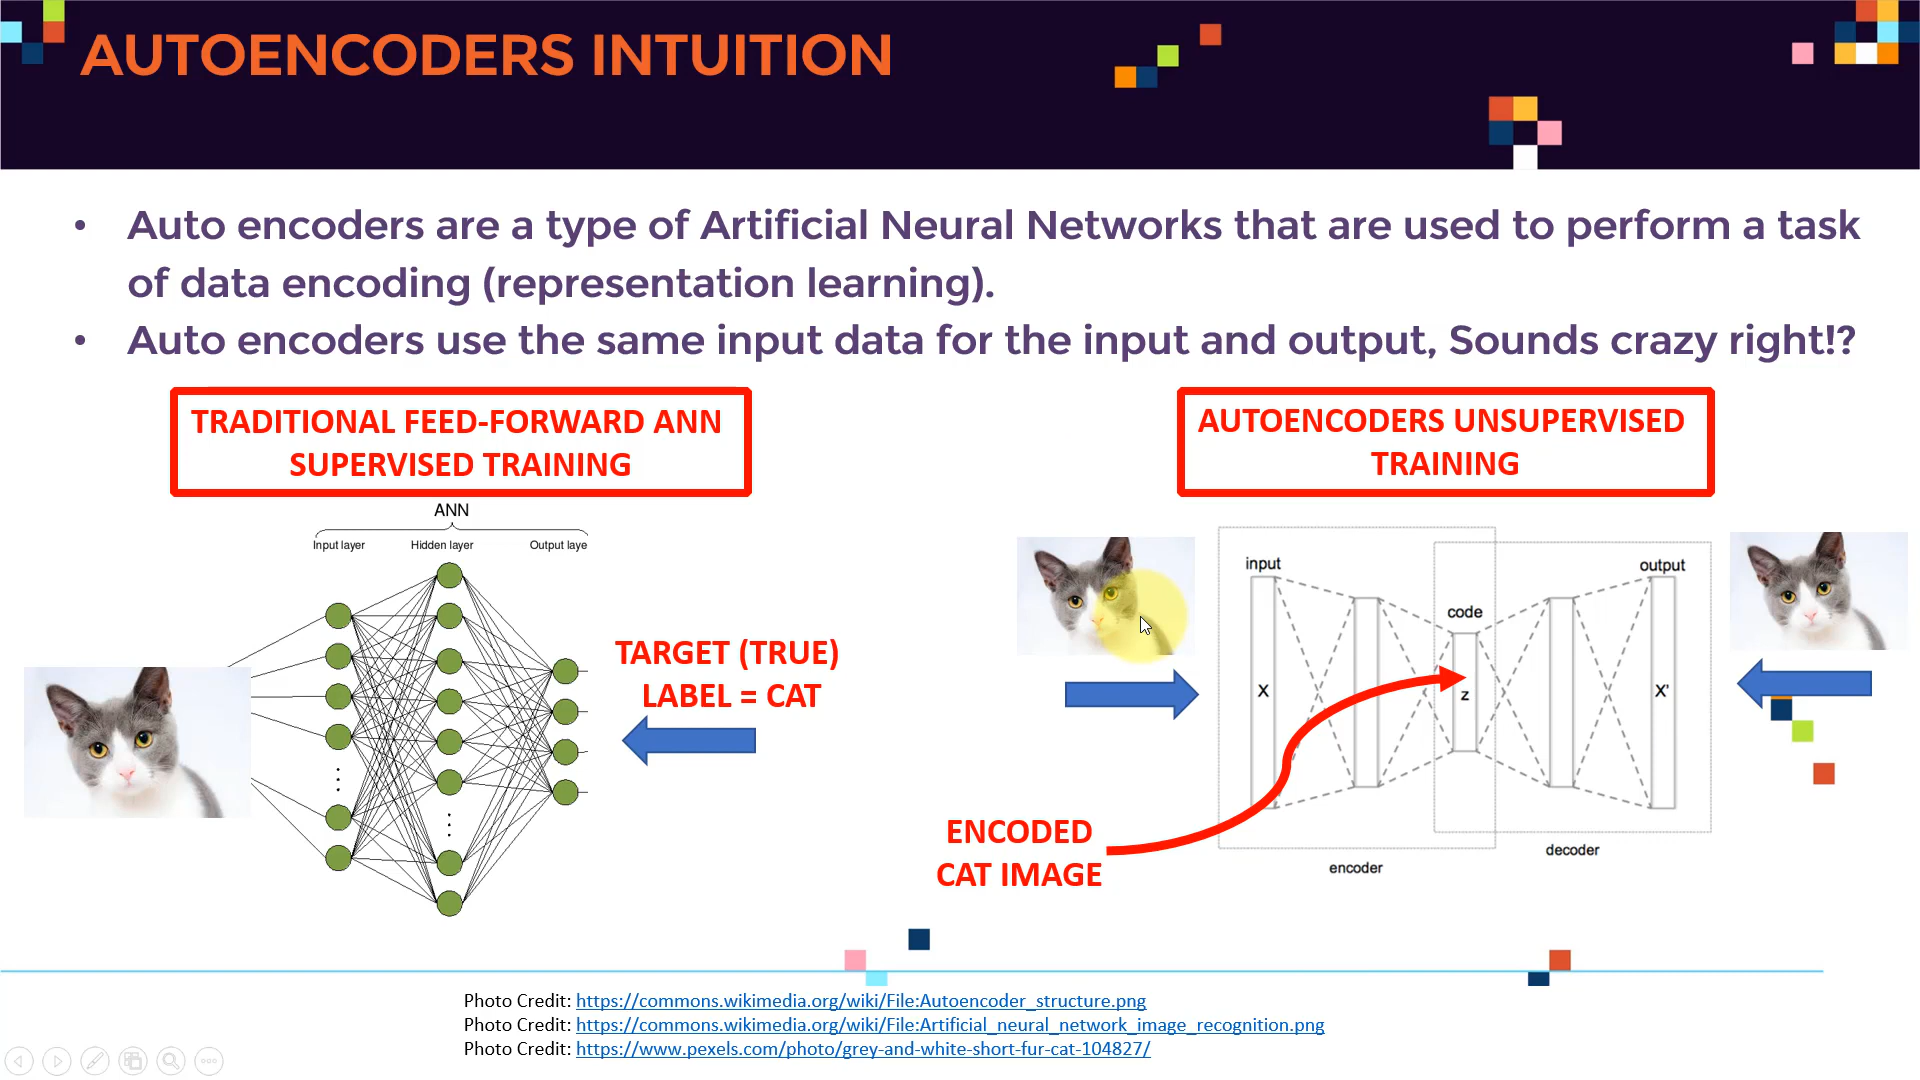 AUTOENCODERS INTUITION
• Auto encoders are a type of Artificial Neural Networks that are used to perform a task
of data encoding (representation learning).
• Auto encoders use the same input data for the input and output, Sounds crazy right!?
TRADITIONAL FEED-FORWARD ANN
SUPERVISED TRAINING
ANN
Input layer Hidden layer Output laye
TARGET (TRUE)
LABEL = CAT
AUTOENCODERS UNSUPERVISED
TRAINING
input
code
output
X
z
X'
ENCODED
CAT IMAGE
encoder
decoder
Photo Credit: https://commons.wikimedia.org/wiki/File:Autoencoder_structure.png
Photo Credit: https://commons.wikimedia.org/wiki/File:Artificial_neural_network_image_recognition.png
Photo Credit: https://www.pexels.com/photo/grey-and-white-short-fur-cat-104827/